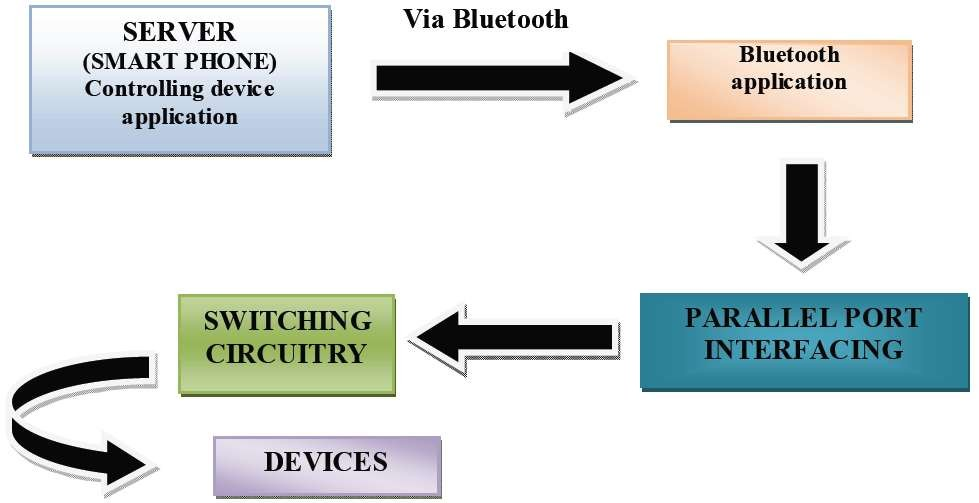 SERVER
(SMART PHONE)
Controlling device
application
Via Bluetooth
Bluetooth
application
PARALLEL PORT
INTERFACING
SWITCHING
CIRCUITRY
DEVICES